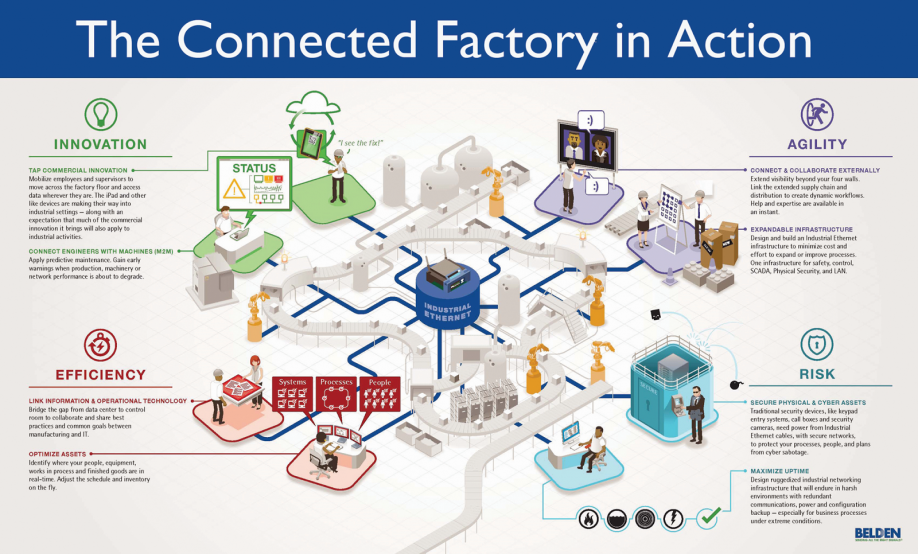 The Connected Factory in Action
INNOVATION
TAP COMMERCIAL INNOVATION
Mobilize employees and supervisors to
move across the factory floor and access
data wherever they are. The iPad and other
like devices are making their way into
industrial settings – along with an
expectation that much of the commercial
innovation it brings will also apply to
industrial activities.
CONNECT ENGINEERS WITH MACHINES (M2M)
Apply predictive maintenance. Gain early
warnings when production, machinery or
network performance is about to degrade.
STATUS
"I see the fix!"
:)
:)
AGILITY
CONNECT & COLLABORATE EXTERNALLY
Extend visibility beyond your four walls.
Link the extended supply chain and
distribution to create dynamic workflows.
Help and expertise are available in
an instant.
EXPANDABLE INFRASTRUCTURE
Design and build an Industrial Ethernet
infrastructure to minimize cost and
effort to expand or improve processes.
One infrastructure for safety, control,
SCADA, Physical Security, and LAN.
INDUSTRIAL
ETHERNET
EFFICIENCY
LINK INFORMATION & OPERATIONAL TECHNOLOGY
Bridge the gap from data center to control
room to collaborate and share best
practices and common goals between
manufacturing and IT.
OPTIMIZE ASSETS
Identify where your people, equipment,
works in process and finished goods are in
real-time. Adjust the schedule and inventory
on the fly.
Systems
Processes
People
SECURE
RISK
SECURE PHYSICAL & CYBER ASSETS
Traditional security devices, like keypad
entry systems, call boxes and security
cameras, need power from Industrial
Ethernet cables, with secure networks,
to protect your processes, people, and plans
from cyber sabotage.
MAXIMIZE UPTIME
Design ruggedized industrial networking
infrastructure that will endure in harsh
environments with redundant
communications, power and configuration
backup – especially for business processes
under extreme conditions.
BELDEN